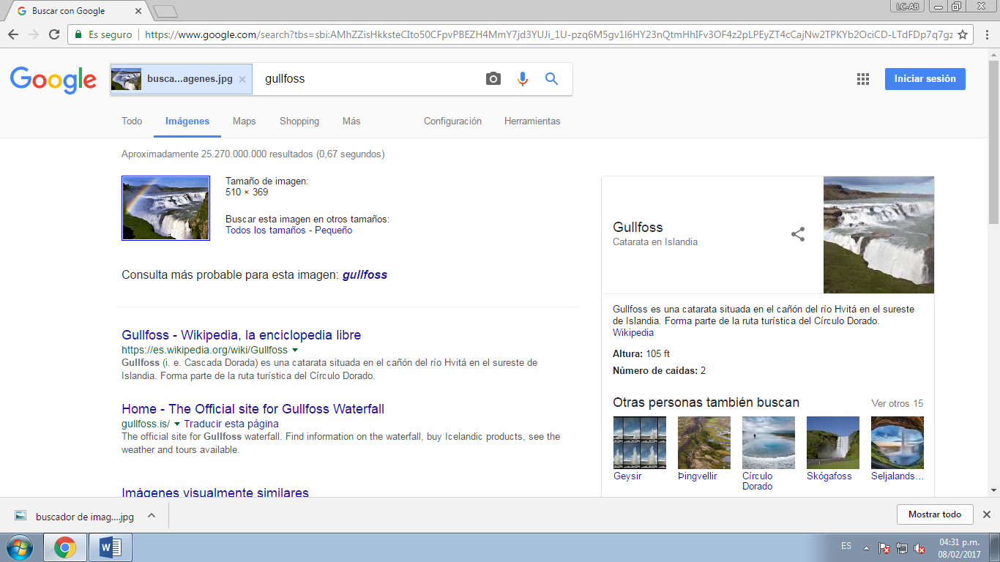 Buscar con Google
LC-AB
Es seguro
https://www.google.com/search?tbs=sbi:AMhZZisHkksteCIto50CFpvPBEZH4MmY7jd3YUJi_1U-pzq6M5gv1l6HY23nQtmHhIFv3OF4z2pLPEyZT4cCajNw2TPKYb2OciCD-LTdFDp7q7gz
Google
busca...agenes.jpg
gullfoss
Iniciar sesión
Todo Imágenes Maps Shopping Más Configuración Herramientas
Aproximadamente 25.270.000.000 resultados (0,67 segundos)
Tamaño de imagen:
510 × 369
Buscar esta imagen en otros tamaños:
Todos los tamaños - Pequeño
Consulta más probable para esta imagen: gullfoss
Gullfoss - Wikipedia, la enciclopedia libre
https://es.wikipedia.org/wiki/Gullfoss
Gullfoss (i. e. Cascada Dorada) es una catarata situada en el cañón del río Hvitá en el sureste de
Islandia. Forma parte de la ruta turística del Círculo Dorado.
Home - The Official site for Gullfoss Waterfall
gullfoss.is/ Traducir esta página
The official site for Gullfoss waterfall. Find information on the waterfall, buy Icelandic products, see the
weather and tours available.
Imágenes visualmente similares
Gullfoss
Catarata en Islandia
Gullfoss es una catarata situada en el cañón del río Hvitá en el sureste
de Islandia. Forma parte de la ruta turística del Círculo Dorado.
Wikipedia
Altura: 105 ft
Número de caídas: 2
Otras personas también buscan
Ver otros 15
Geysir
Þingvellir
Círculo
Dorado
Skógafoss
Seljalands…
buscador de imag....jpg
Mostrar todo
ES
04:31 p.m.
08/02/2017